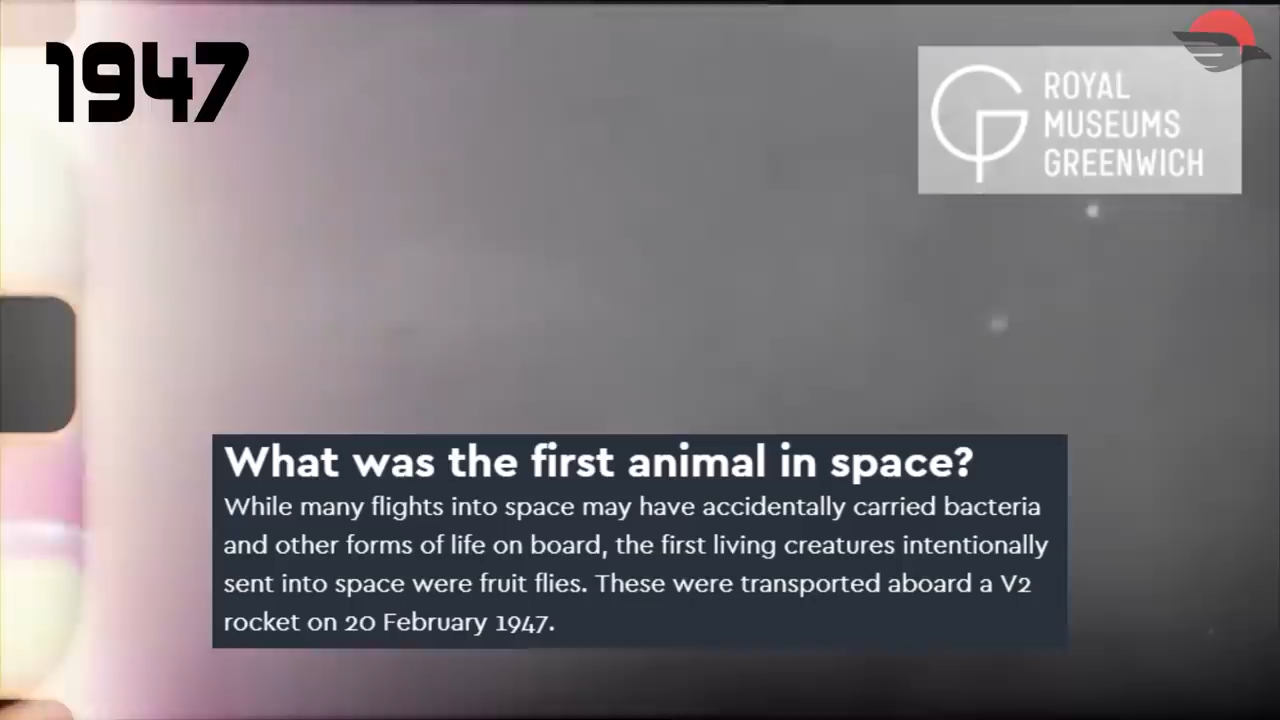 1947
ROYAL
MUSEUMS
GREENWICH
What was the first animal in space?
While many flights into space may have accidentally carried bacteria
and other forms of life on board, the first living creatures intentionally
sent into space were fruit flies. These were transported aboard a V2
rocket on 20 February 1947.